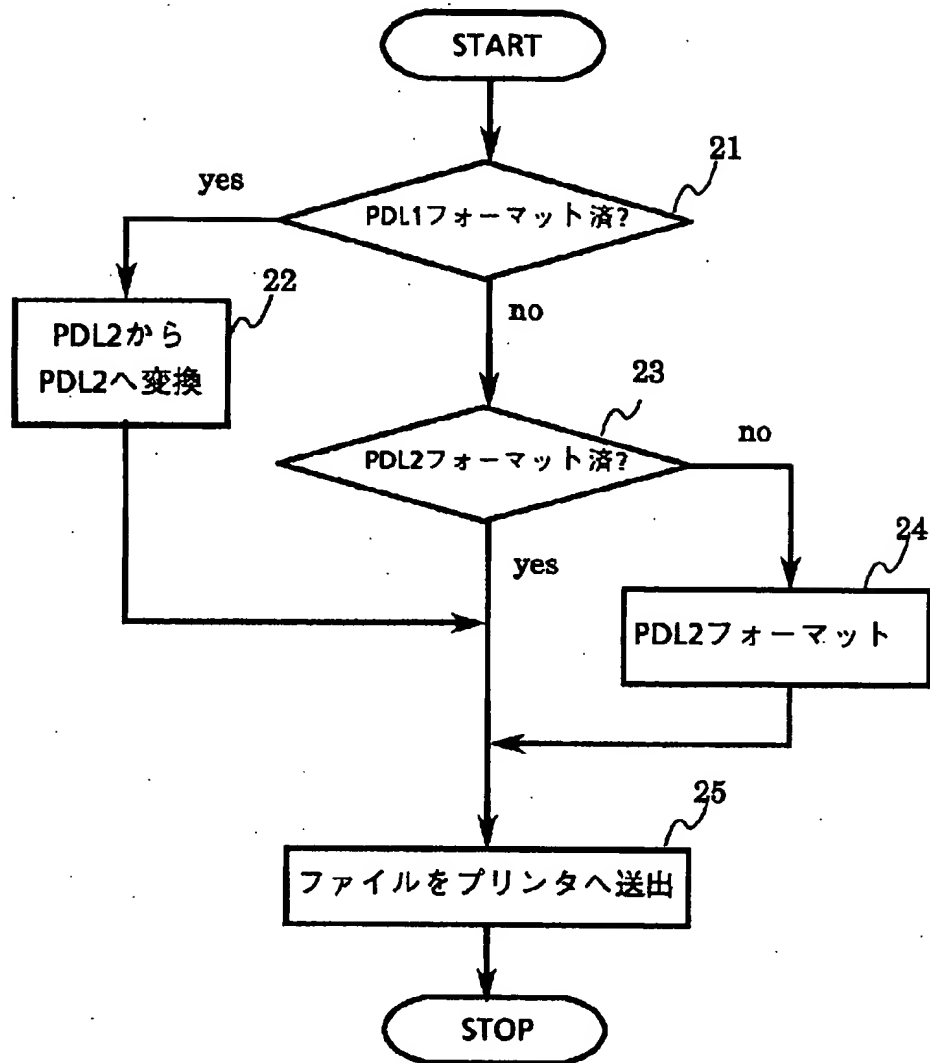 START
21
PDL1フォーマット済?
yes
no
22
PDL2から
PDL2へ変換
23
PDL2フォーマット済?
no
yes
24
PDL2フォーマット
25
ファイルをプリンタへ送出
STOP